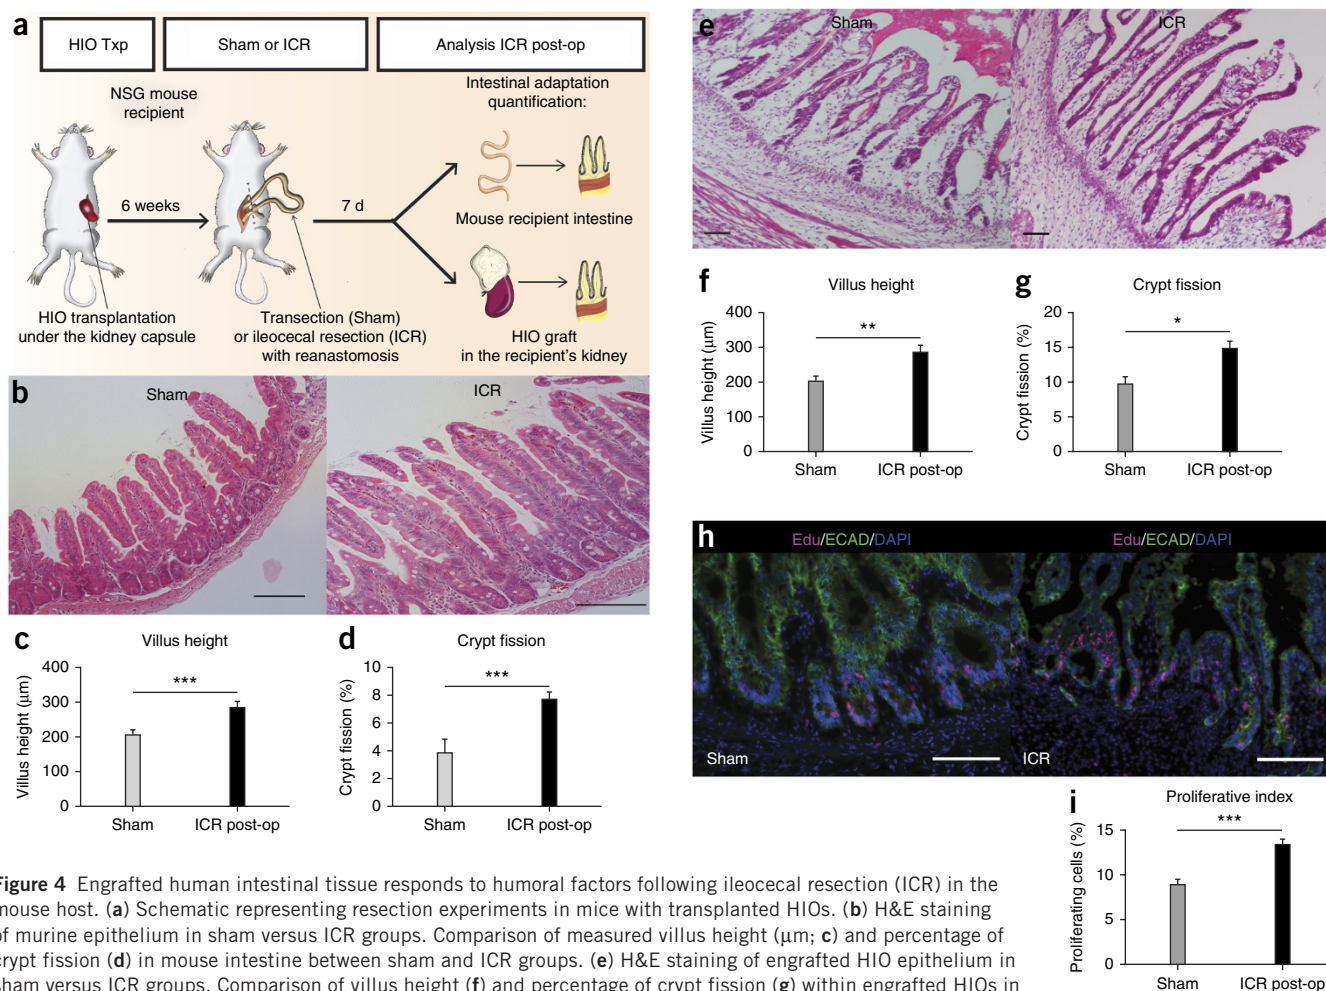 a
HIO Txp
Sham or ICR
Analysis ICR post-op
NSG mouse
recipient
Intestinal adaptation
quantification:
6 weeks
7 d
Mouse recipient intestine
HIO transplantation
under the kidney capsule
Transection (Sham)
or ileocecal resection (ICR)
with reanastomosis
HIO graft
in the recipient's kidney
b
Sham
ICR
c
Villus height
Villus height (μm)
400
300
200
100
0
***
Sham
ICR post-op
d
Crypt fission
Crypt fission (%)
10
8
6
4
2
0
***
Sham
ICR post-op
e
Sham
ICR
f
Villus height
Villus height (μm)
400
300
200
100
0
**
Sham
ICR post-op
g
Crypt fission
Crypt fission (%)
20
15
10
5
0
*
Sham
ICR post-op
h
Edu/ECAD/DAPI
Edu/ECAD/DAPI
Sham
ICR
i
Proliferative index
Proliferating cells (%)
15
10
5
0
***
Sham
ICR post-op
Figure 4 Engrafted human intestinal tissue responds to humoral factors following ileocecal resection (ICR) in the
mouse host. (a) Schematic representing resection experiments in mice with transplanted HIOs. (b) H&E staining
of murine epithelium in sham versus ICR groups. Comparison of measured villus height (μm; c) and percentage of
crypt fission (d) in mouse intestine between sham and ICR groups. (e) H&E staining of engrafted HIO epithelium in
sham versus ICR groups. Comparison of villus height (f) and percentage of crypt fission (g) within engrafted HIOs in